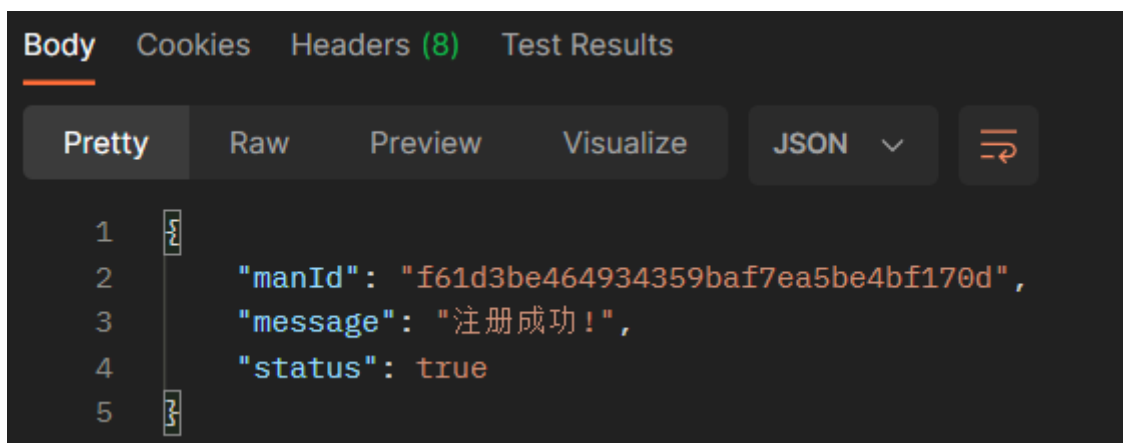 Body Cookies Headers (8) Test Results
Pretty Raw Preview Visualize JSON
1 {
2 "manId": "f61d3be464934359baf7ea5be4bf170d",
3 "message": "注册成功!",
4 "status": true
5 }